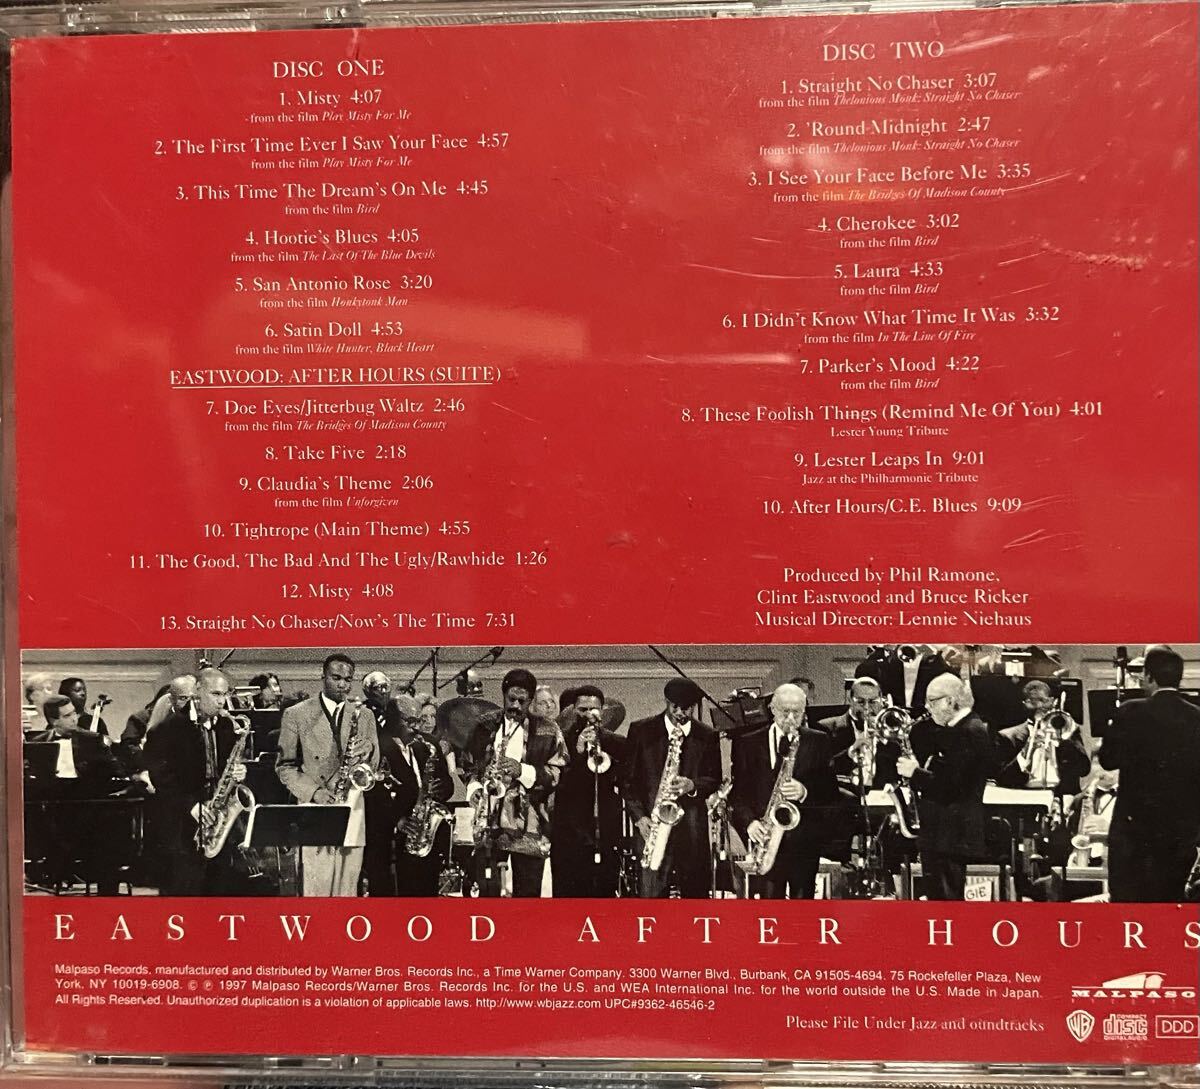 DISC ONE
1. Misty 4:07
from the film Play Misty For Me
2. The First Time Ever I Saw Your Face 4:57
from the film Play Misty For Me
3. This Time The Dream's On Me 4:45
from the film Bird
4. Hootie's Blues 4:05
from the film The Last Of The Blue Devils
5. San Antonio Rose 3:20
from the film Honkytonk Man
6. Satin Doll 4:53
from the film White Hunter, Black Heart
EASTWOOD: AFTER HOURS (SUITE)
7. Doe Eyes/Jitterbug Waltz 2:46
from the film The Bridges Of Madison County
8. Take Five 2:18
9. Claudia's Theme 2:06
from the film Unforgiven
10. Tightrope (Main Theme) 4:55
11. The Good, The Bad And The Ugly/Rawhide 1:26
12. Misty 4:08
13. Straight No Chaser/Now's The Time 7:31
DISC TWO
1. Straight No Chaser 3:07
from the film Thelonious Monk: Straight No Chaser
2. 'Round Midnight 2:47
from the film Thelonious Monk: Straight No Chaser
3. I See Your Face Before Me 3:35
from the film The Bridges Of Madison County
4. Cherokee 3:02
from the film Bird
5. Laura 4:33
from the film Bird
6. I Didn't Know What Time It Was 3:32
from the film In The Line Of Fire
7. Parker's Mood 4:22
from the film Bird
8. These Foolish Things (Remind Me Of You) 4:01
Lester Young Tribute
9. Lester Leaps In 9:01
Jazz at the Philharmonic Tribute
10. After Hours/C.E. Blues 9:09
Produced by Phil Ramone,
Clint Eastwood and Bruce Ricker
Musical Director: Lennie Niehaus
GIE
EASTWOOD AFTER HOURS
Malpaso Records, manufactured and distributed by Warner Bros. Records Inc., a Time Warner Company. 3300 Warner Blvd., Burbank, CA 91505-4694. 75 Rockefeller Plaza, New
York, NY 10019-6908. © ℗ 1997 Malpaso Records/Warner Bros. Records Inc. for the U.S. and WEA International Inc. for the world outside the U.S. Made in Japan.
All Rights Reserved. Unauthorized duplication is a violation of applicable laws. http://www.wbjazz.com UPC#9362-46546-2
MALPASO
Please File Under Jazz and oundtracks
WB
COMPACT
disc
DIGITAL AUDIO
DDD